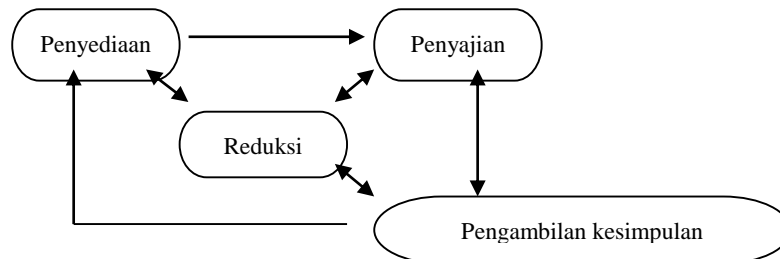 Penyediaan
Penyajian
Reduksi
Pengambilan kesimpulan